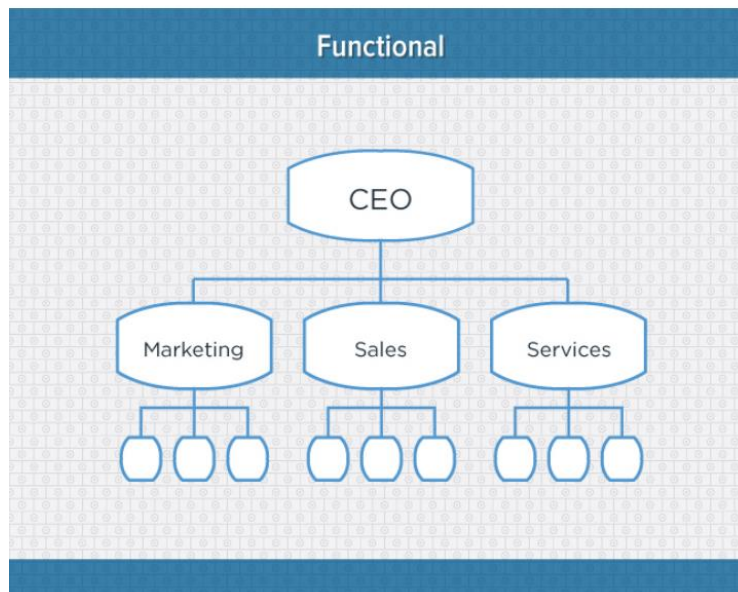 Functional
CEO
Marketing
Sales
Services